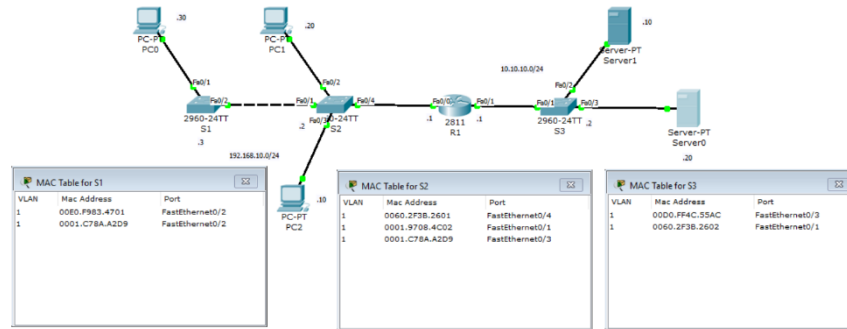 .30
PC-PT
PC0
.20
PC-PT
PC1
.10
Server-PT
Server1
10.10.10.0/24
Fa0/1
Fa0/2
2960-24TT
S1
.3
Fa0/2
Fa0/1
Fa0/4
Fa0/3
-24TT
S2
.2
192.168.10.0/24
.10
PC-PT
PC2
Fa0/0
Fa0/1
.1
2811
R1
.1
Fa0/2
Fa0/1
Fa0/3
2960-24TT
S3
.2
Server-PT
Server0
.20
MAC Table for S1
VLAN Mac Address Port
1 00E0.F983.4701 FastEthernet0/2
1 0001.C78A.A2D9 FastEthernet0/2
MAC Table for S2
VLAN Mac Address Port
1 0060.2F3B.2601 FastEthernet0/4
1 0001.9708.4C02 FastEthernet0/1
1 0001.C78A.A2D9 FastEthernet0/3
MAC Table for S3
VLAN Mac Address Port
1 00D0.FF4C.55AC FastEthernet0/3
1 0060.2F3B.2602 FastEthernet0/1